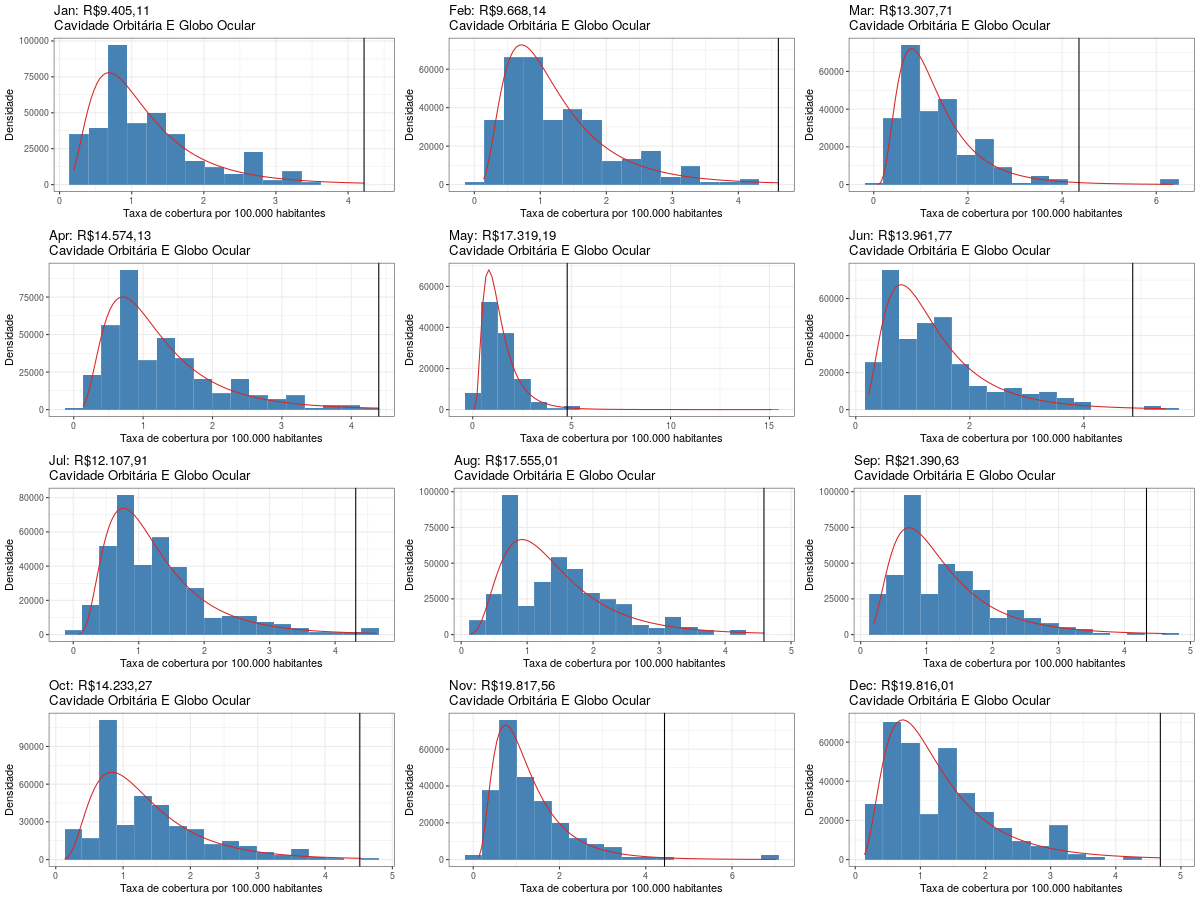 Jan: R$9.405,11
Cavidade Orbitária E Globo Ocular
100000
75000
50000
25000
0
Densidade
0 1 2 3 4
Taxa de cobertura por 100.000 habitantes
Feb: R$9.668,14
Cavidade Orbitária E Globo Ocular
60000
40000
20000
0
Densidade
0 1 2 3 4
Taxa de cobertura por 100.000 habitantes
Mar: R$13.307,71
Cavidade Orbitária E Globo Ocular
60000
40000
20000
0
Densidade
0 2 4 6
Taxa de cobertura por 100.000 habitantes
Apr: R$14.574,13
Cavidade Orbitária E Globo Ocular
75000
50000
25000
0
Densidade
0 1 2 3 4
Taxa de cobertura por 100.000 habitantes
May: R$17.319,19
Cavidade Orbitária E Globo Ocular
60000
40000
20000
0
Densidade
0 5 10 15
Taxa de cobertura por 100.000 habitantes
Jun: R$13.961,77
Cavidade Orbitária E Globo Ocular
60000
40000
20000
0
Densidade
0 2 4
Taxa de cobertura por 100.000 habitantes
Jul: R$12.107,91
Cavidade Orbitária E Globo Ocular
80000
60000
40000
20000
0
Densidade
0 1 2 3 4
Taxa de cobertura por 100.000 habitantes
Aug: R$17.555,01
Cavidade Orbitária E Globo Ocular
100000
75000
50000
25000
0
Densidade
0 1 2 3 4 5
Taxa de cobertura por 100.000 habitantes
Sep: R$21.390,63
Cavidade Orbitária E Globo Ocular
100000
75000
50000
25000
0
Densidade
0 1 2 3 4 5
Taxa de cobertura por 100.000 habitantes
Oct: R$14.233,27
Cavidade Orbitária E Globo Ocular
90000
60000
30000
0
Densidade
0 1 2 3 4 5
Taxa de cobertura por 100.000 habitantes
Nov: R$19.817,56
Cavidade Orbitária E Globo Ocular
60000
40000
20000
0
Densidade
0 2 4 6
Taxa de cobertura por 100.000 habitantes
Dec: R$19.816,01
Cavidade Orbitária E Globo Ocular
60000
40000
20000
0
Densidade
0 1 2 3 4 5
Taxa de cobertura por 100.000 habitantes